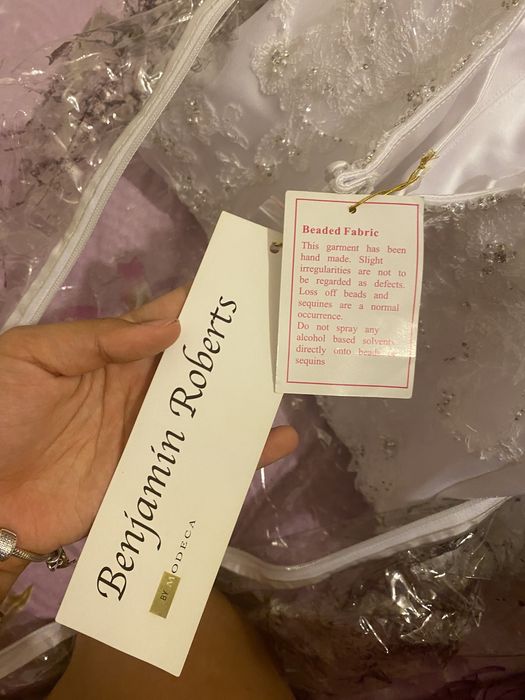 Beaded Fabric
This garment has been
hand made. Slight
irregularities are not to
be regarded as defects.
Loss off beads and
sequines are a normal
occurrence.
Do not spray any
alcohol based solvents
directly onto beads or
sequins
Benjamin Roberts
BY MODECA